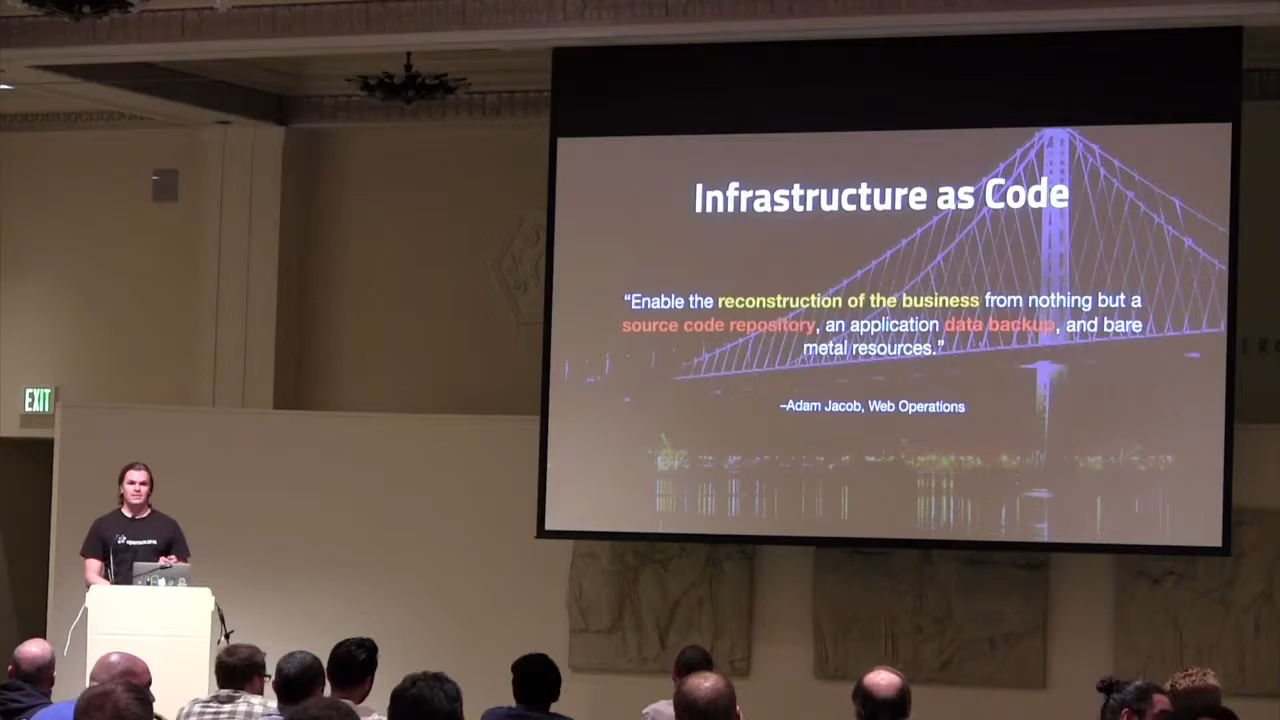 Infrastructure as Code
“Enable the reconstruction of the business from nothing but a
source code repository, an application data backup, and bare
metal resources.”
–Adam Jacob, Web Operations
EXIT